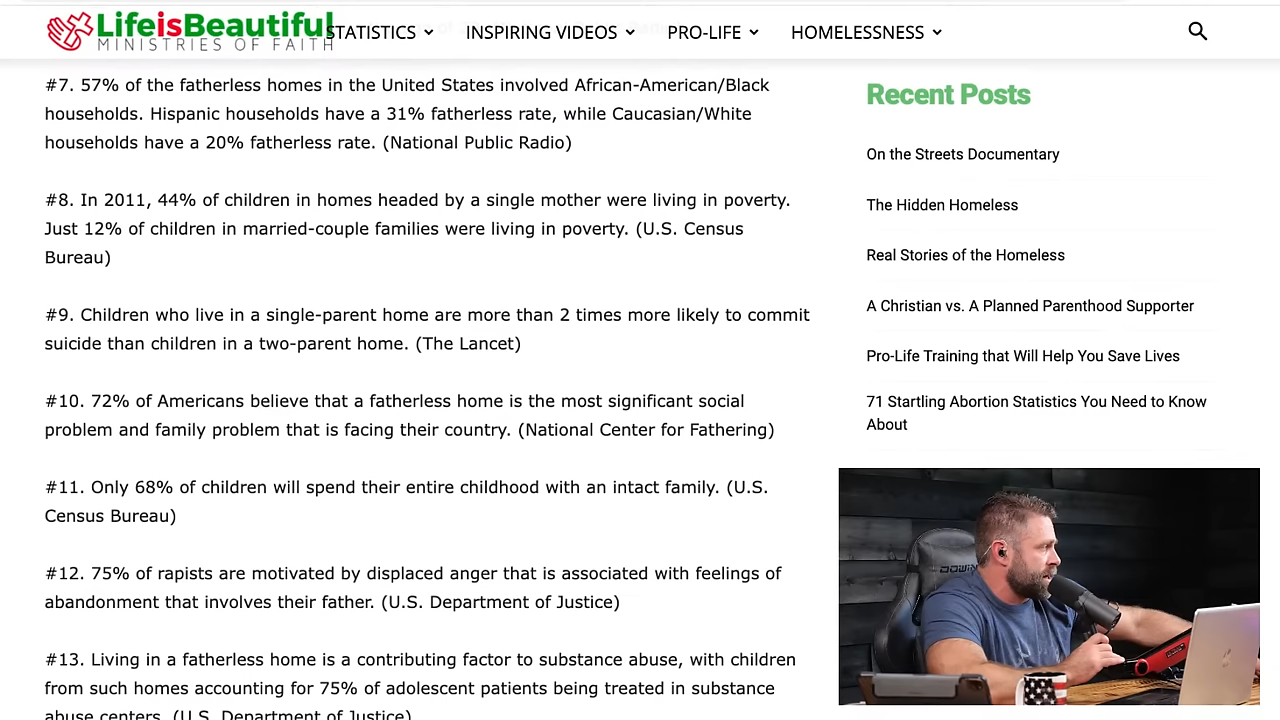 LifeisBeautiful
MINISTRIES OF FAITH
STATISTICS
INSPIRING VIDEOS
PRO-LIFE
HOMELESSNESS
#7. 57% of the fatherless homes in the United States involved African-American/Black
households. Hispanic households have a 31% fatherless rate, while Caucasian/White
households have a 20% fatherless rate. (National Public Radio)
#8. In 2011, 44% of children in homes headed by a single mother were living in poverty.
Just 12% of children in married-couple families were living in poverty. (U.S. Census
Bureau)
#9. Children who live in a single-parent home are more than 2 times more likely to commit
suicide than children in a two-parent home. (The Lancet)
#10. 72% of Americans believe that a fatherless home is the most significant social
problem and family problem that is facing their country. (National Center for Fathering)
#11. Only 68% of children will spend their entire childhood with an intact family. (U.S.
Census Bureau)
#12. 75% of rapists are motivated by displaced anger that is associated with feelings of
abandonment that involves their father. (U.S. Department of Justice)
#13. Living in a fatherless home is a contributing factor to substance abuse, with children
from such homes accounting for 75% of adolescent patients being treated in substance
abuse centers. (U.S. Department of Justice)
Recent Posts
On the Streets Documentary
The Hidden Homeless
Real Stories of the Homeless
A Christian vs. A Planned Parenthood Supporter
Pro-Life Training that Will Help You Save Lives
71 Startling Abortion Statistics You Need to Know
About